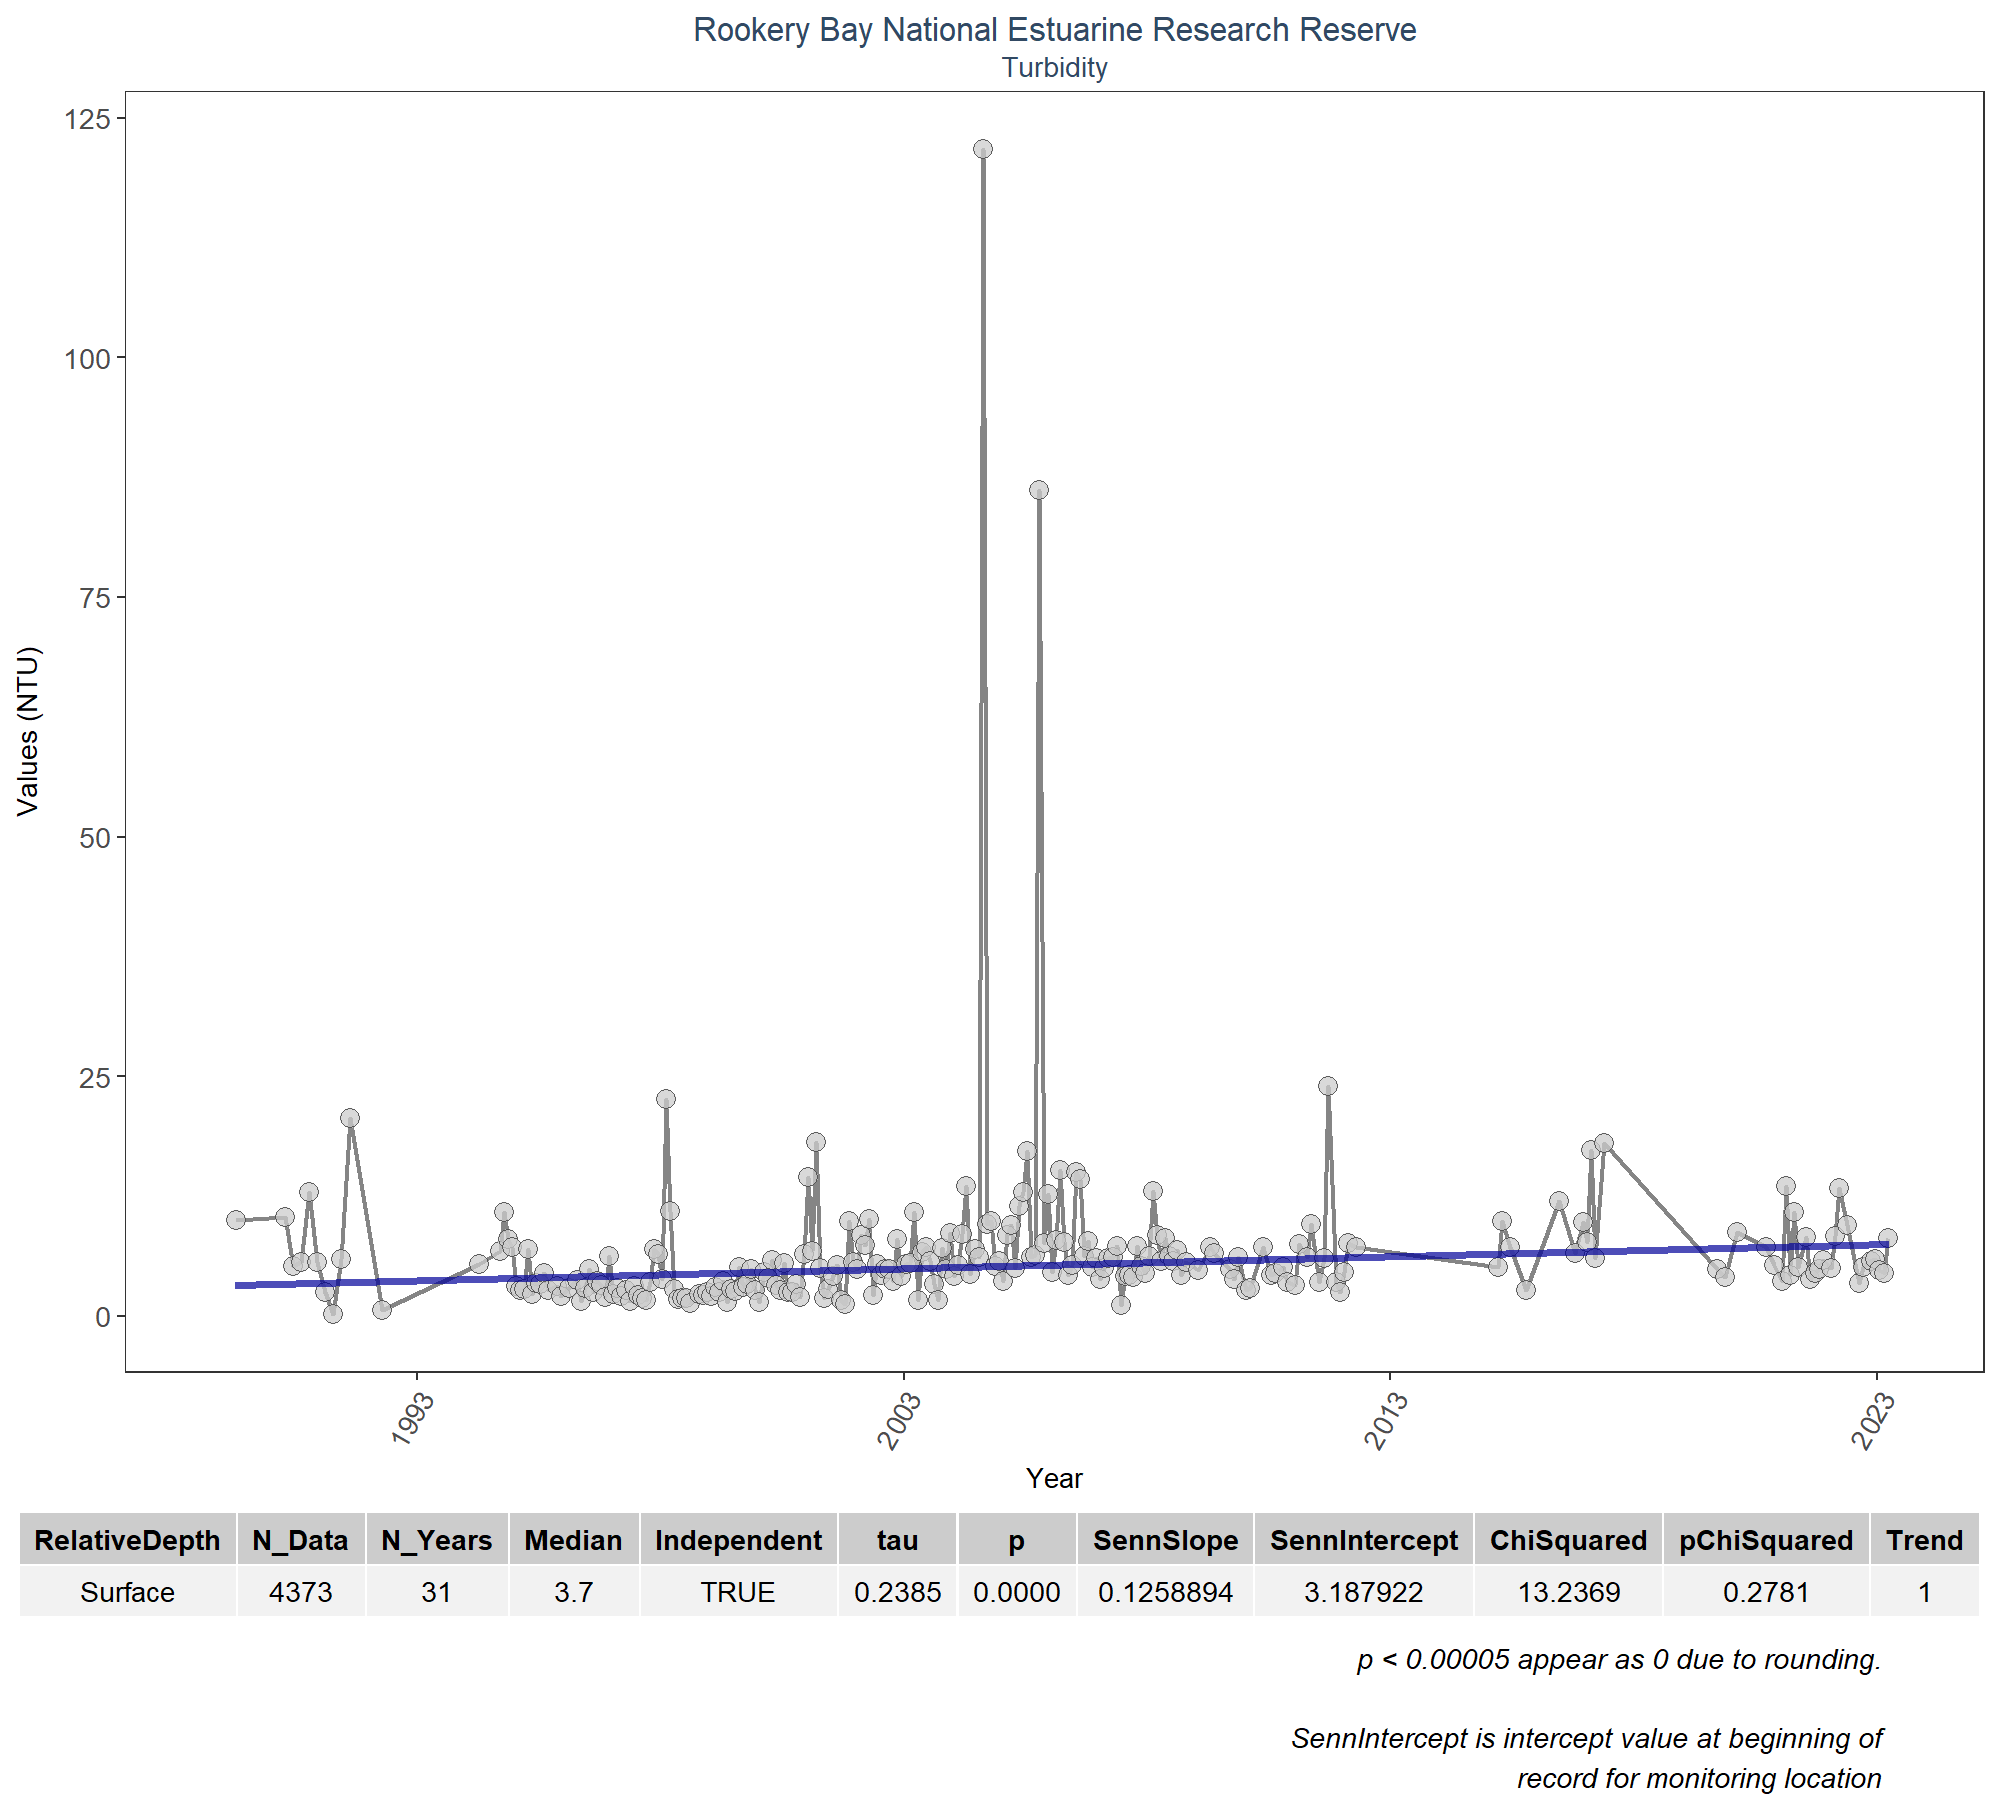 Rookery Bay National Estuarine Research Reserve
Turbidity
125
100
75
50
25
0
Values (NTU)
1993
2003
2013
2023
Year
RelativeDepth N_Data N_Years Median Independent tau p SennSlope SennIntercept ChiSquared pChiSquared Trend
Surface 4373 31 3.7 TRUE 0.2385 0.0000 0.1258894 3.187922 13.2369 0.2781 1
p < 0.00005 appear as 0 due to rounding.
SennIntercept is intercept value at beginning of
record for monitoring location